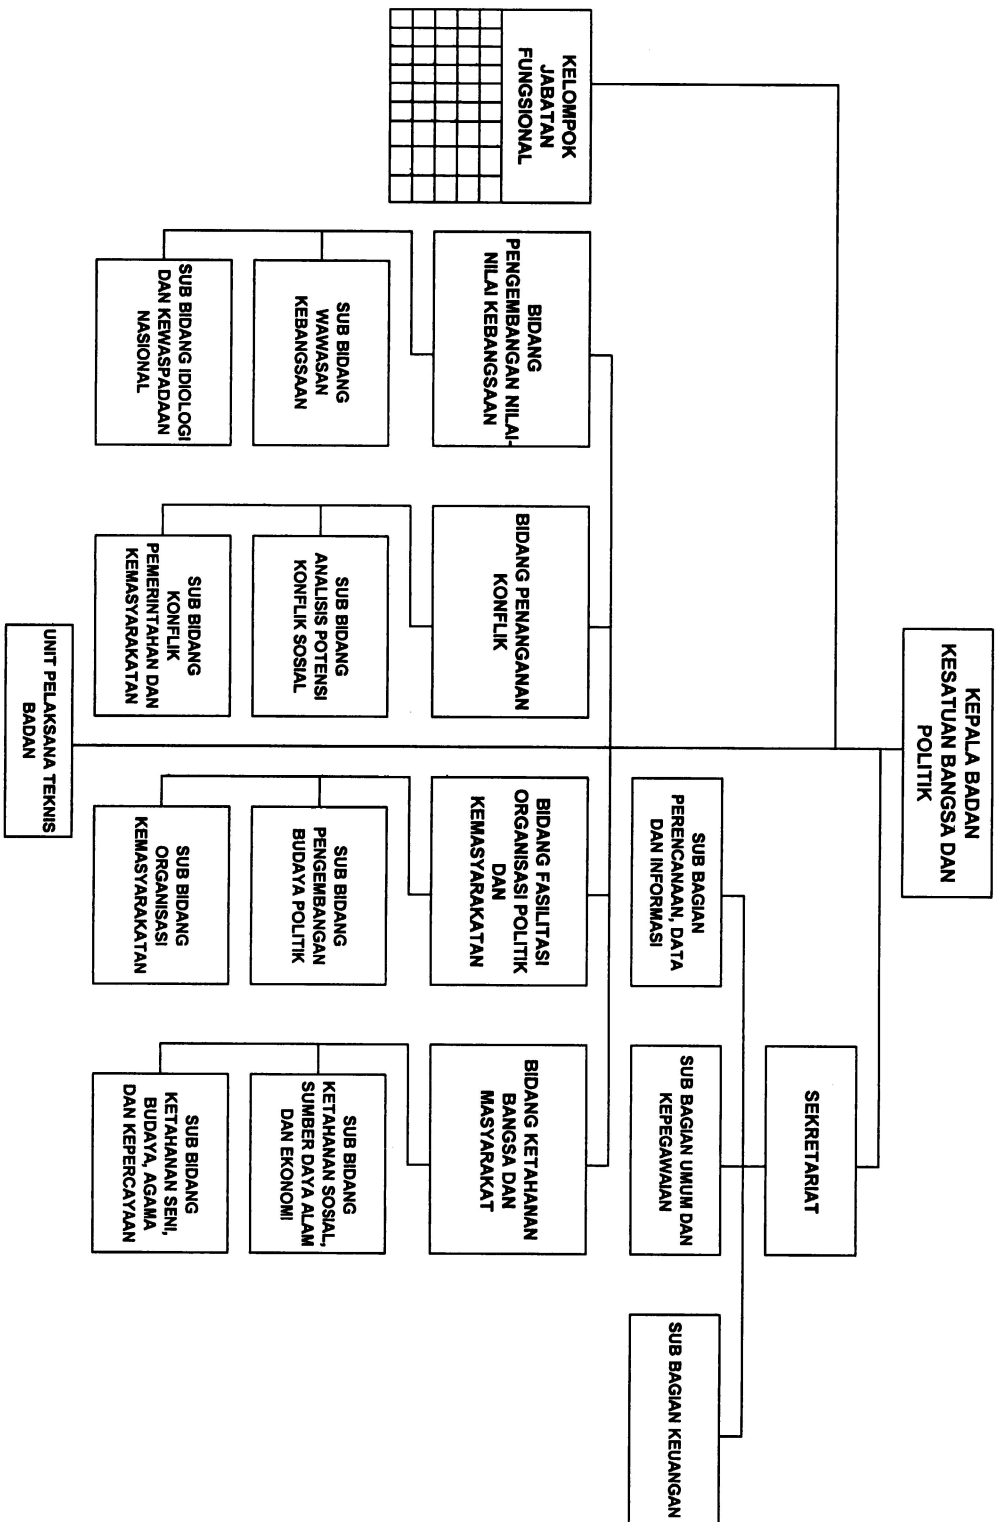 KEPALA BADAN
KESATUAN BANGSA DAN
POLITIK
SEKRETARIAT
SUB BAGIAN
PERENCANAAN, DATA
DAN INFORMASI
SUB BAGIAN UMUM DAN
KEPEGAWAIAN
SUB BAGIAN KEUANGAN
KELOMPOK
JABATAN
FUNGSIONAL
BIDANG
PENGEMBANGAN NILAI-
NILAI KEBANGSAAN
BIDANG PENANGANAN
KONFLIK
BIDANG FASILITASI
ORGANISASI POLITIK
DAN
KEMASYARAKATAN
BIDANG KETAHANAN
BANGSA DAN
MASYARAKAT
SUB BIDANG
WAWASAN
KEBANGSAAN
SUB BIDANG
ANALISIS POTENSI
KONFLIK SOSIAL
SUB BIDANG
PENGEMBANGAN
BUDAYA POLITIK
SUB BIDANG
KETAHANAN SOSIAL,
SUMBER DAYA ALAM
DAN EKONOMI
SUB BIDANG IDIOLOGI
DAN KEWASPADAAN
NASIONAL
SUB BIDANG
KONFLIK
PEMERINTAHAN DAN
KEMASYARAKATAN
SUB BIDANG
ORGANISASI
KEMASYARAKATAN
SUB BIDANG
KETAHANAN SENI,
BUDAYA, AGAMA
DAN KEPERCAYAAN
UNIT PELAKSANA TEKNIS
BADAN